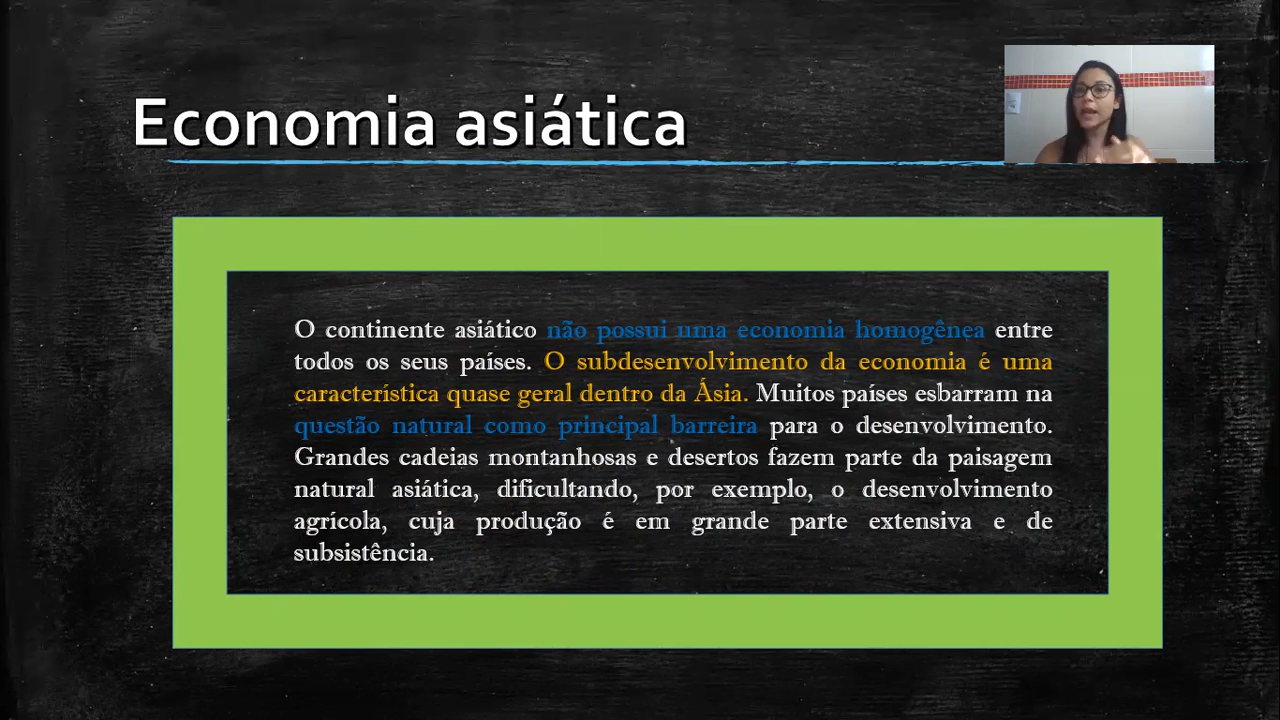 Economia asiática
O continente asiático não possui uma economia homogênea entre
todos os seus países. O subdesenvolvimento da economia é uma
característica quase geral dentro da Ásia. Muitos países esbarram na
questão natural como principal barreira para o desenvolvimento.
Grandes cadeias montanhosas e desertos fazem parte da paisagem
natural asiática, dificultando, por exemplo, o desenvolvimento
agrícola, cuja produção é em grande parte extensiva e de
subsistência.